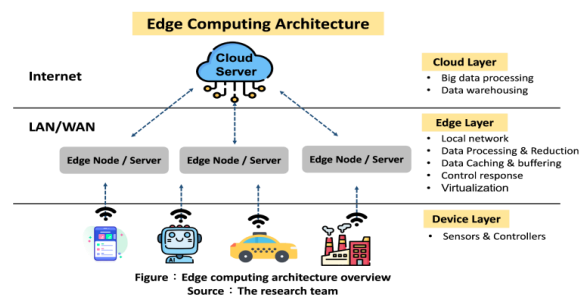 Edge Computing Architecture
Internet
Cloud
Server
Cloud Layer
• Big data processing
• Data warehousing
LAN/WAN
Edge Node / Server
Edge Node / Server
Edge Node / Server
Edge Layer
• Local network
• Data Processing & Reduction
• Data Caching & buffering
• Control response
• Virtualization
Device Layer
• Sensors & Controllers
AI
Figure：Edge computing architecture overview
Source：The research team